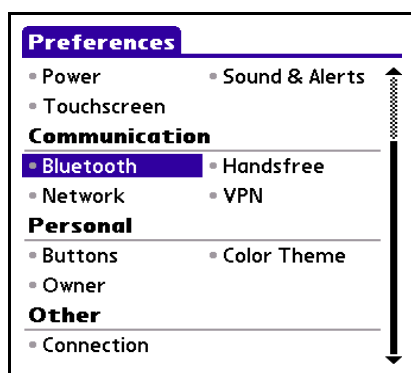 Preferences
Power Sound & Alerts
Touchscreen
Communication
Bluetooth Handsfree
Network VPN
Personal
Buttons Color Theme
Owner
Other
Connection